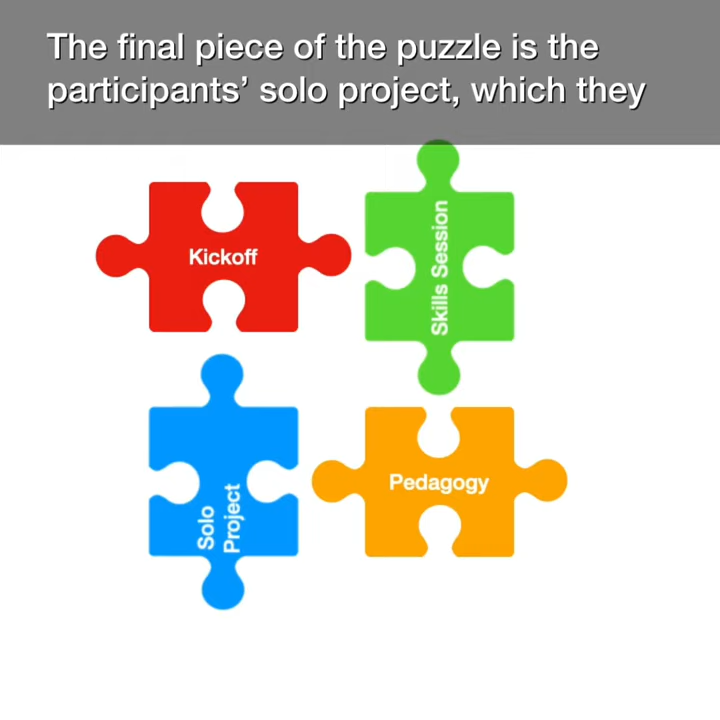 The final piece of the puzzle is the
participants’ solo project, which they
Kickoff
Skills Session
Solo
Project
Pedagogy